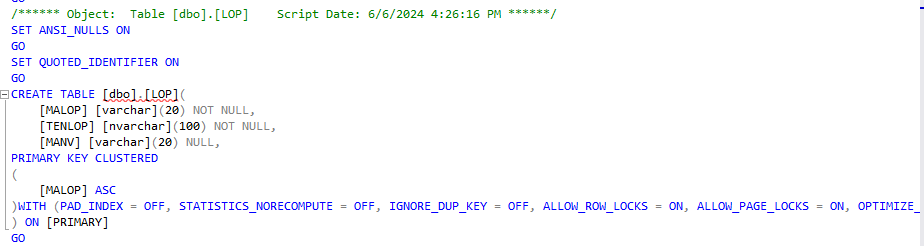 /****** Object:  Table [dbo].[LOP]    Script Date: 6/6/2024 4:26:16 PM ******/
SET ANSI_NULLS ON
GO
SET QUOTED_IDENTIFIER ON
GO
CREATE TABLE [dbo].[LOP](
    [MALOP] [varchar](20) NOT NULL,
    [TENLOP] [nvarchar](100) NOT NULL,
    [MANV] [varchar](20) NULL,
PRIMARY KEY CLUSTERED
(
    [MALOP] ASC
)WITH (PAD_INDEX = OFF, STATISTICS_NORECOMPUTE = OFF, IGNORE_DUP_KEY = OFF, ALLOW_ROW_LOCKS = ON, ALLOW_PAGE_LOCKS = ON, OPTIMIZE_
) ON [PRIMARY]
GO